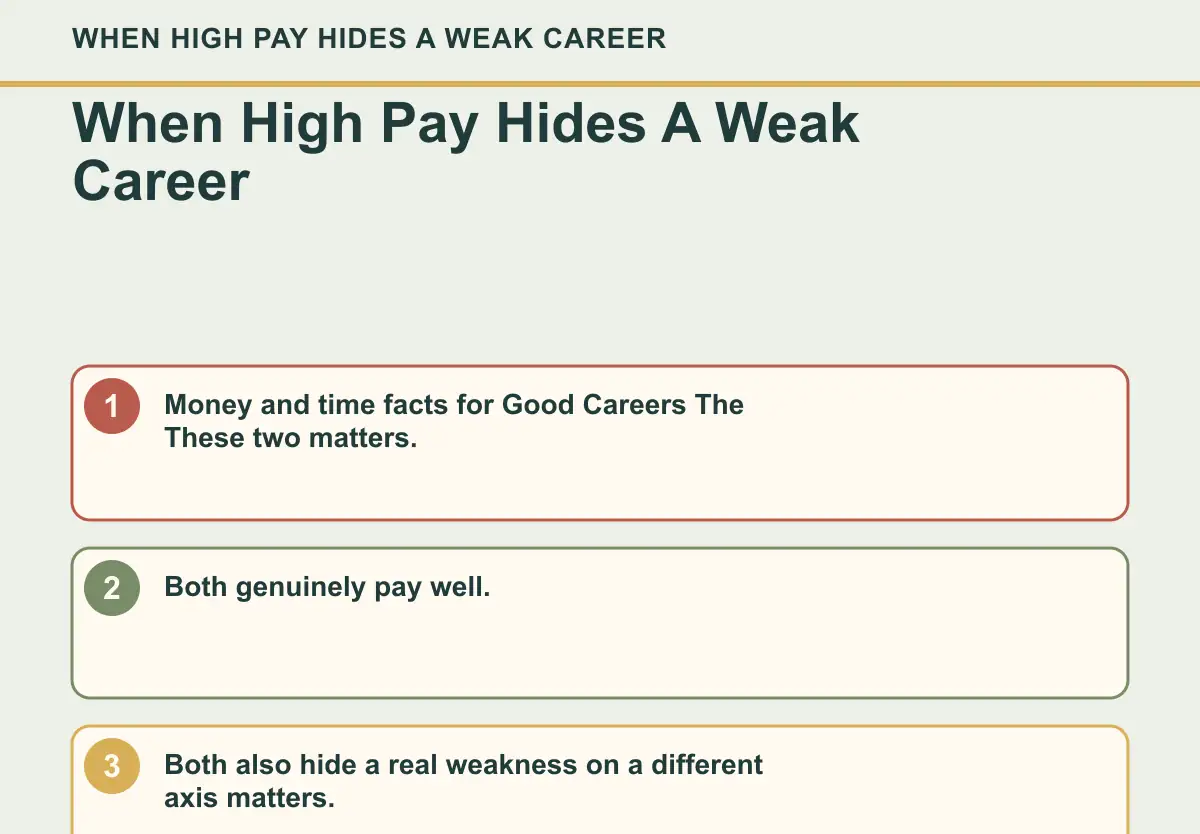 WHEN HIGH PAY HIDES A WEAK CAREER
When High Pay Hides A Weak
Career
1
Money and time facts for Good Careers The
These two matters.
2
Both genuinely pay well.
3
Both also hide a real weakness on a different
axis matters.